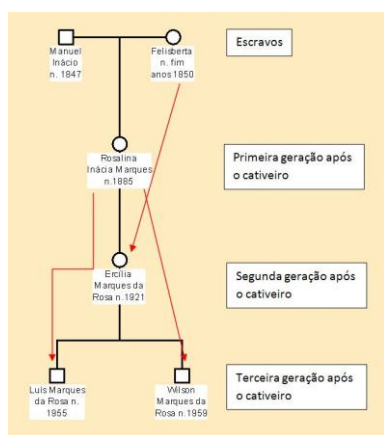 Manuel
Inácio
n. 1847
Felisberta
n. fim
anos 1850
Escravos
Rosalina
Inácia Marques
n.1885
Primeira geração após
o cativeiro
Ercília
Marques da
Rosa n.1921
Segunda geração após
o cativeiro
Luís Marques
da Rosa n.
1955
Wilson
Marques da
Rosa n.1959
Terceira geração após
o cativeiro